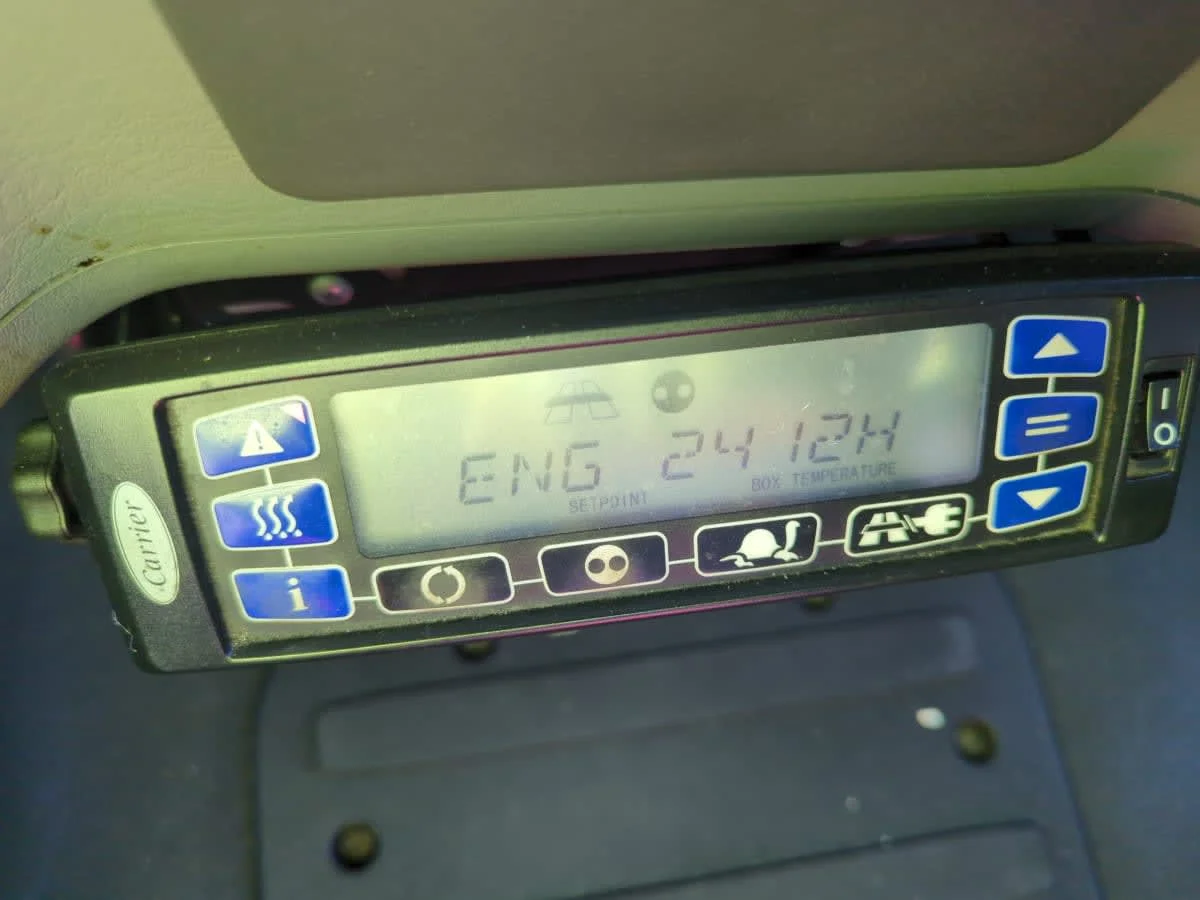 ENG 2412H
SETPOINT BOX TEMPERATURE
Carrier
i
I
O